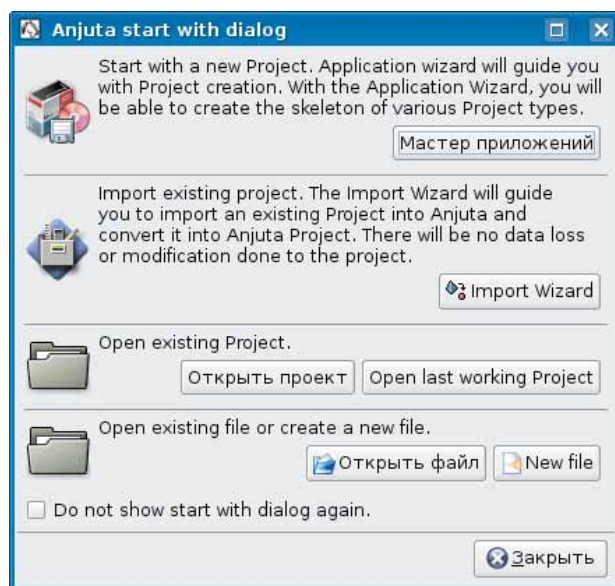 Anjuta start with dialog
Start with a new Project. Application wizard will guide you
with Project creation. With the Application Wizard, you will
be able to create the skeleton of various Project types.
Мастер приложений
Import existing project. The Import Wizard will guide
you to import an existing Project into Anjuta and
convert it into Anjuta Project. There will be no data loss
or modification done to the project.
Import Wizard
Open existing Project.
Открыть проект Open last working Project
Open existing file or create a new file.
Открыть файл New file
Do not show start with dialog again.
Закрыть